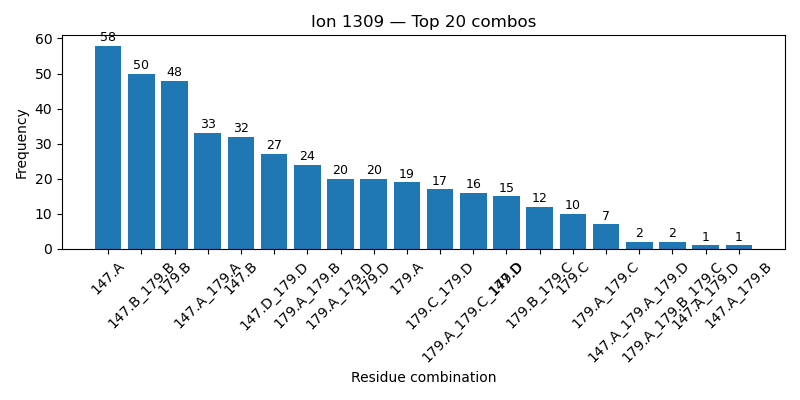 Ion 1309 — Top 20 combos
Frequency
60
50
40
30
20
10
0
58
50
48
33
32
27
24
20
20
19
17
16
15
12
10
7
2
2
1
1
147.A
147.B_179.B
179.B
147.A_179.A
147.B
147.D_179.D
179.A_179.B
179.A_179.D
179.D
179.A
179.C_179.D
179.A_179.C_179.D
147.D
179.B_179.C
179.C
179.A_179.C
147.A_179.A_179.D
179.A_179.B_179.C
147.A_179.D
147.A_179.B
Residue combination